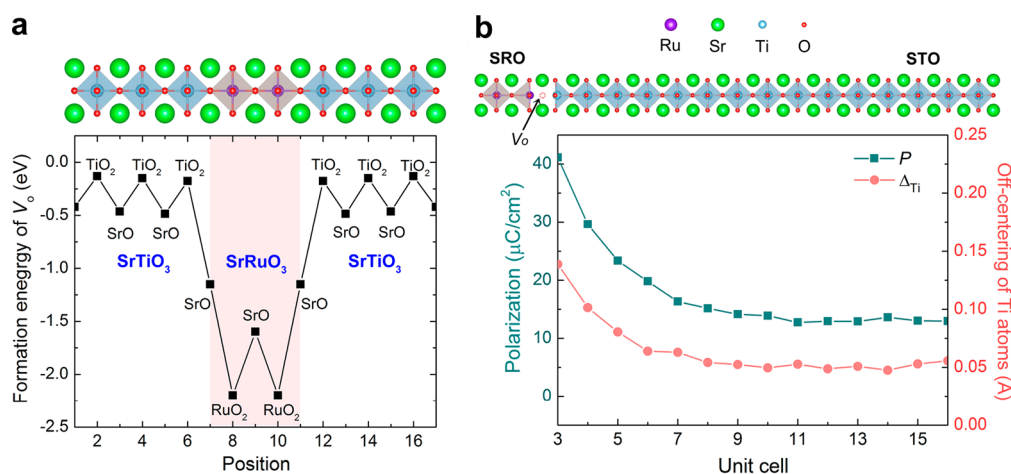 a
Formation enegrgy of Vo (eV)
0.0
-0.5
-1.0
-1.5
-2.0
-2.5
TiO2
TiO2
TiO2
TiO2
TiO2
TiO2
SrO
SrO
SrO
SrO
SrTiO3
SrRuO3
SrTiO3
SrO
SrO
SrO
RuO2
RuO2
2 4 6 8 10 12 14 16
Position
b
Ru Sr Ti O
SRO
STO
Vo
Polarization (μC/cm2)
40
30
20
10
0
P
ΔTi
0.25
0.20
0.15
0.10
0.05
0.00
Off-centering of Ti atoms (A)
3 5 7 9 11 13 15
Unit cell